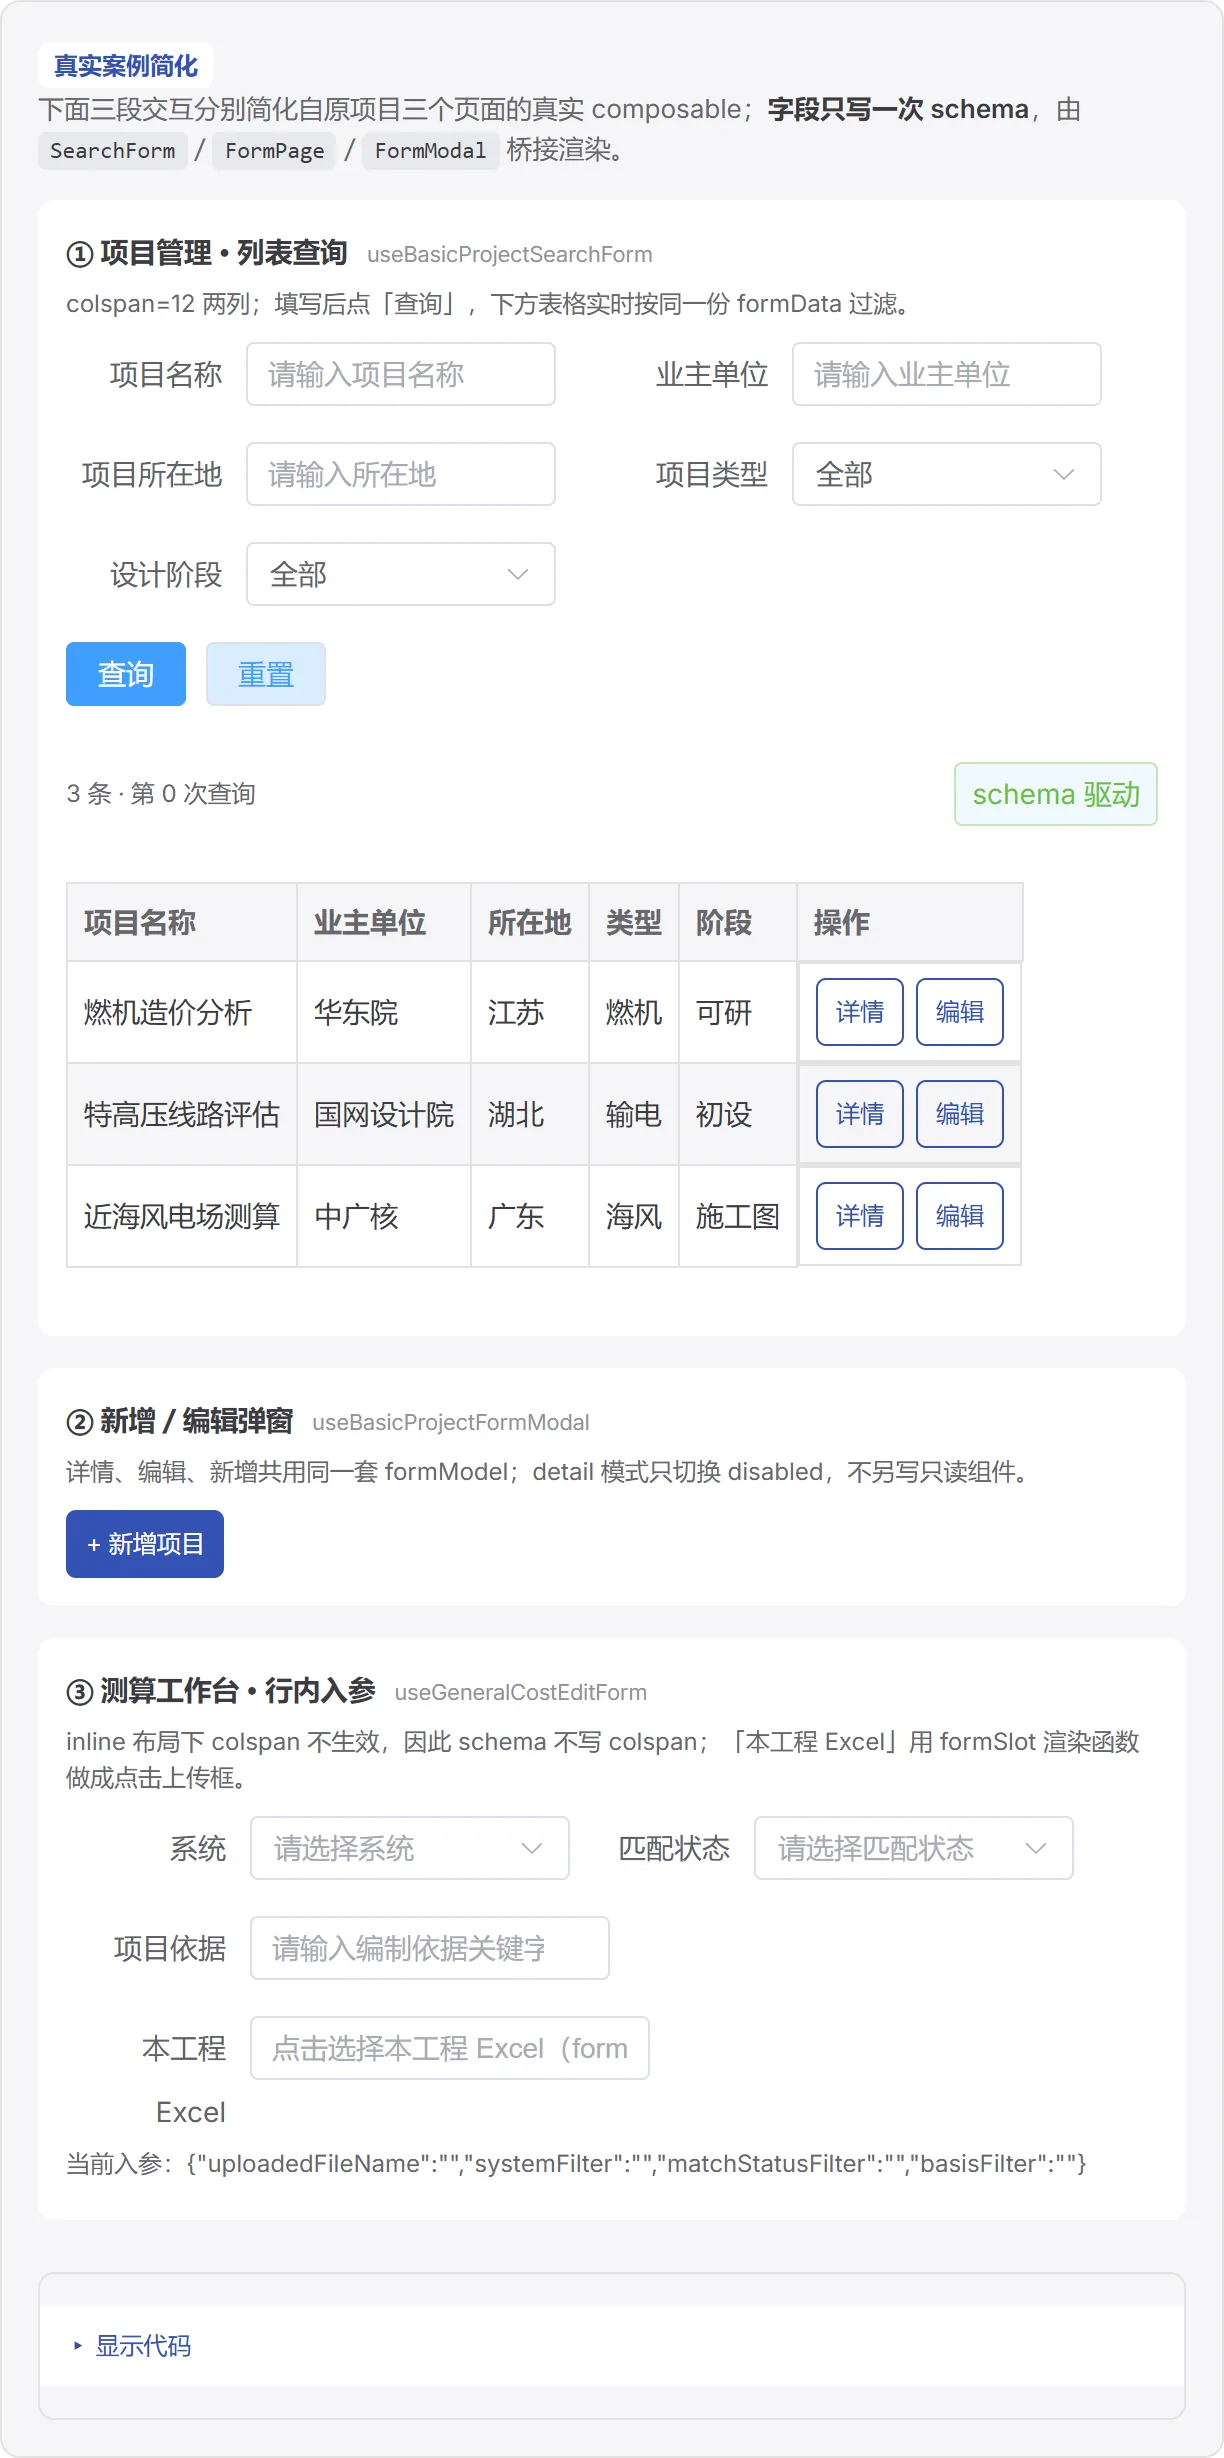 真实案例简化
下面三段交互分别简化自原项目三个页面的真实 composable；字段只写一次 schema，由
SearchForm / FormPage / FormModal 桥接渲染。
① 项目管理 • 列表查询 useBasicProjectSearchForm
colspan=12 两列；填写后点「查询」，下方表格实时按同一份 formData 过滤。
项目名称 请输入项目名称 业主单位 请输入业主单位
项目所在地 请输入所在地 项目类型 全部
设计阶段 全部
查询 重置
3 条 · 第 0 次查询 schema 驱动
项目名称 业主单位 所在地 类型 阶段 操作
燃机造价分析 华东院 江苏 燃机 可研 详情 编辑
特高压线路评估 国网设计院 湖北 输电 初设 详情 编辑
近海风电场测算 中广核 广东 海风 施工图 详情 编辑
② 新增 / 编辑弹窗 useBasicProjectFormModal
详情、编辑、新增共用同一套 formModel；detail 模式只切换 disabled，不另写只读组件。
+ 新增项目
③ 测算工作台 • 行内入参 useGeneralCostEditForm
inline 布局下 colspan 不生效，因此 schema 不写 colspan；「本工程 Excel」用 formSlot 渲染函数
做成点击上传框。
系统 请选择系统 匹配状态 请选择匹配状态
项目依据 请输入编制依据关键字
本工程 点击选择本工程 Excel（form
Excel
当前入参：{"uploadedFileName":"","systemFilter":"","matchStatusFilter":"","basisFilter":""}
▸ 显示代码